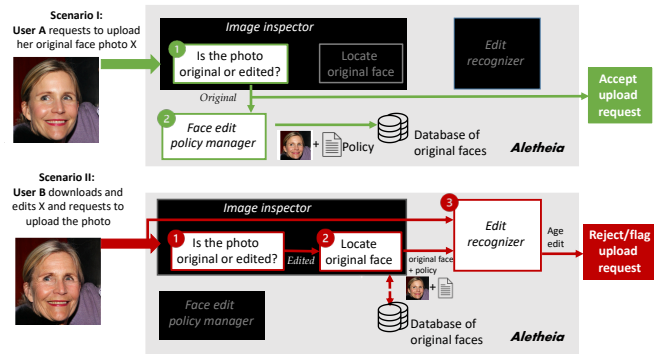 Scenario I:
User A requests to upload
her original face photo X
Image inspector
1
Is the photo
original or edited?
Locate
original face
Edit
recognizer
Original
2
Face edit
policy manager
+
Policy
Database of
original faces
Aletheia
Accept
upload
request
Scenario II:
User B downloads and
edits X and requests to
upload the photo
Image inspector
1
Is the photo
original or edited?
Edited
2
Locate
original face
3
Edit
recognizer
original face
+ policy
+
Age
edit
Reject/flag
upload
request
Face edit
policy manager
Database of
original faces
Aletheia